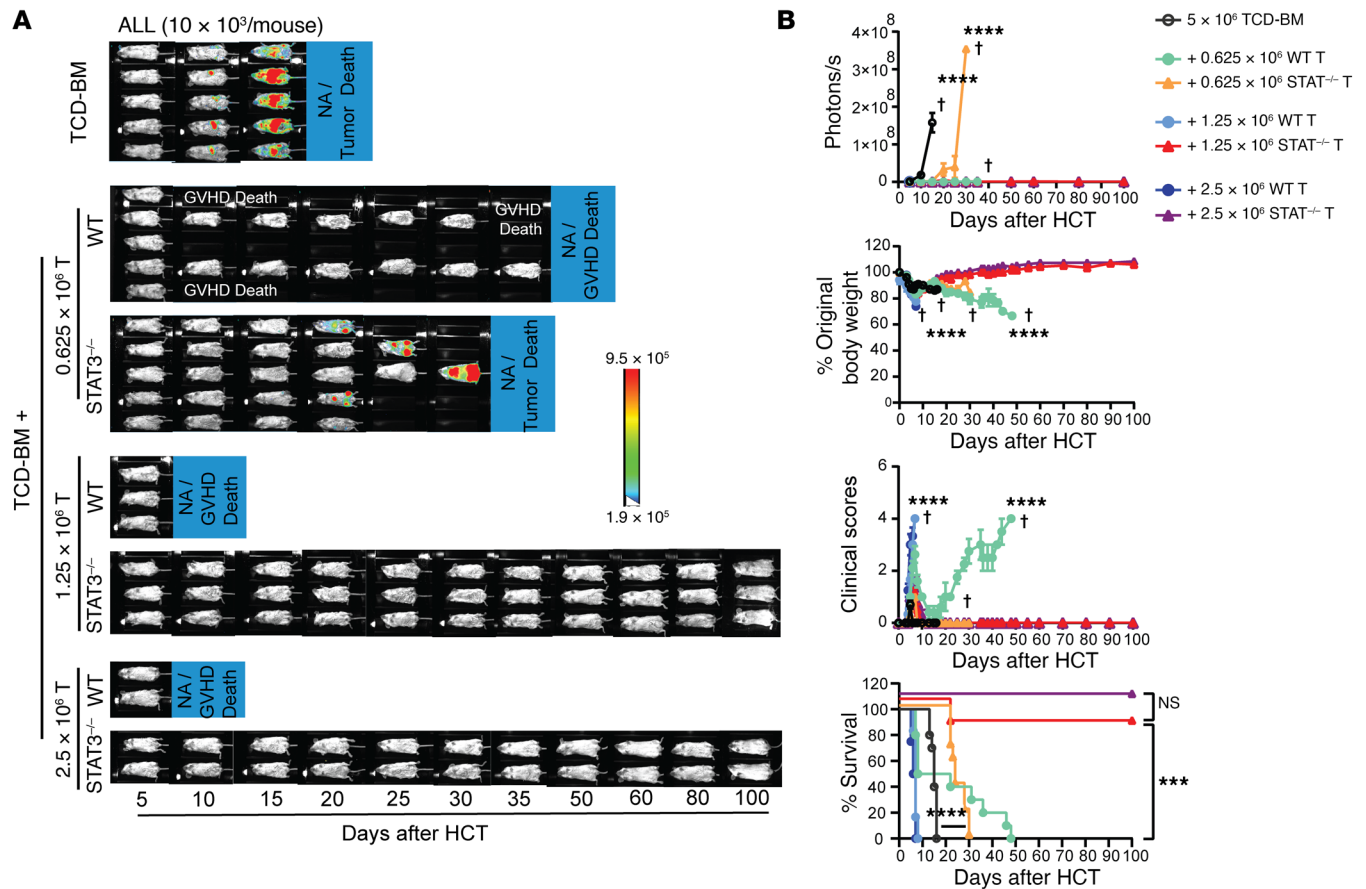 A
ALL (10 × 10³/mouse)
TCD-BM
NA /
Tumor Death
TCD-BM +
0.625 × 10⁶ T
WT
GVHD Death
GVHD Death
GVHD
Death
NA /
GVHD Death
STAT3⁻/⁻
NA /
Tumor Death
9.5 × 10⁵
1.9 × 10⁵
1.25 × 10⁶ T
WT
NA /
GVHD
Death
STAT3⁻/⁻
2.5 × 10⁶ T
WT
NA /
GVHD
Death
STAT3⁻/⁻
5 10 15 20 25 30 35 50 60 80 100
Days after HCT
B
Photons/s
4×10
8
3×10
8
2×10
8
1×10
8
0
****
†
****
†
†
0 10 20 30 40 50 60 70 80 90 100
Days after HCT
5 × 10⁶ TCD-BM
+ 0.625 × 10⁶ WT T
+ 0.625 × 10⁶ STAT⁻/⁻ T
+ 1.25 × 10⁶ WT T
+ 1.25 × 10⁶ STAT⁻/⁻ T
+ 2.5 × 10⁶ WT T
+ 2.5 × 10⁶ STAT⁻/⁻ T
% Original
body weight
120
100
80
60
40
20
0
† † † †
**** ****
0 10 20 30 40 50 60 70 80 90 100
Days after HCT
Clinical scores
6
4
2
0
**** ****
† †
†
0 10 20 30 40 50 60 70 80 90 100
Days after HCT
% Survival
120
100
80
60
40
20
0
NS
***
****
0 10 20 30 40 50 60 70 80 90 100
Days after HCT